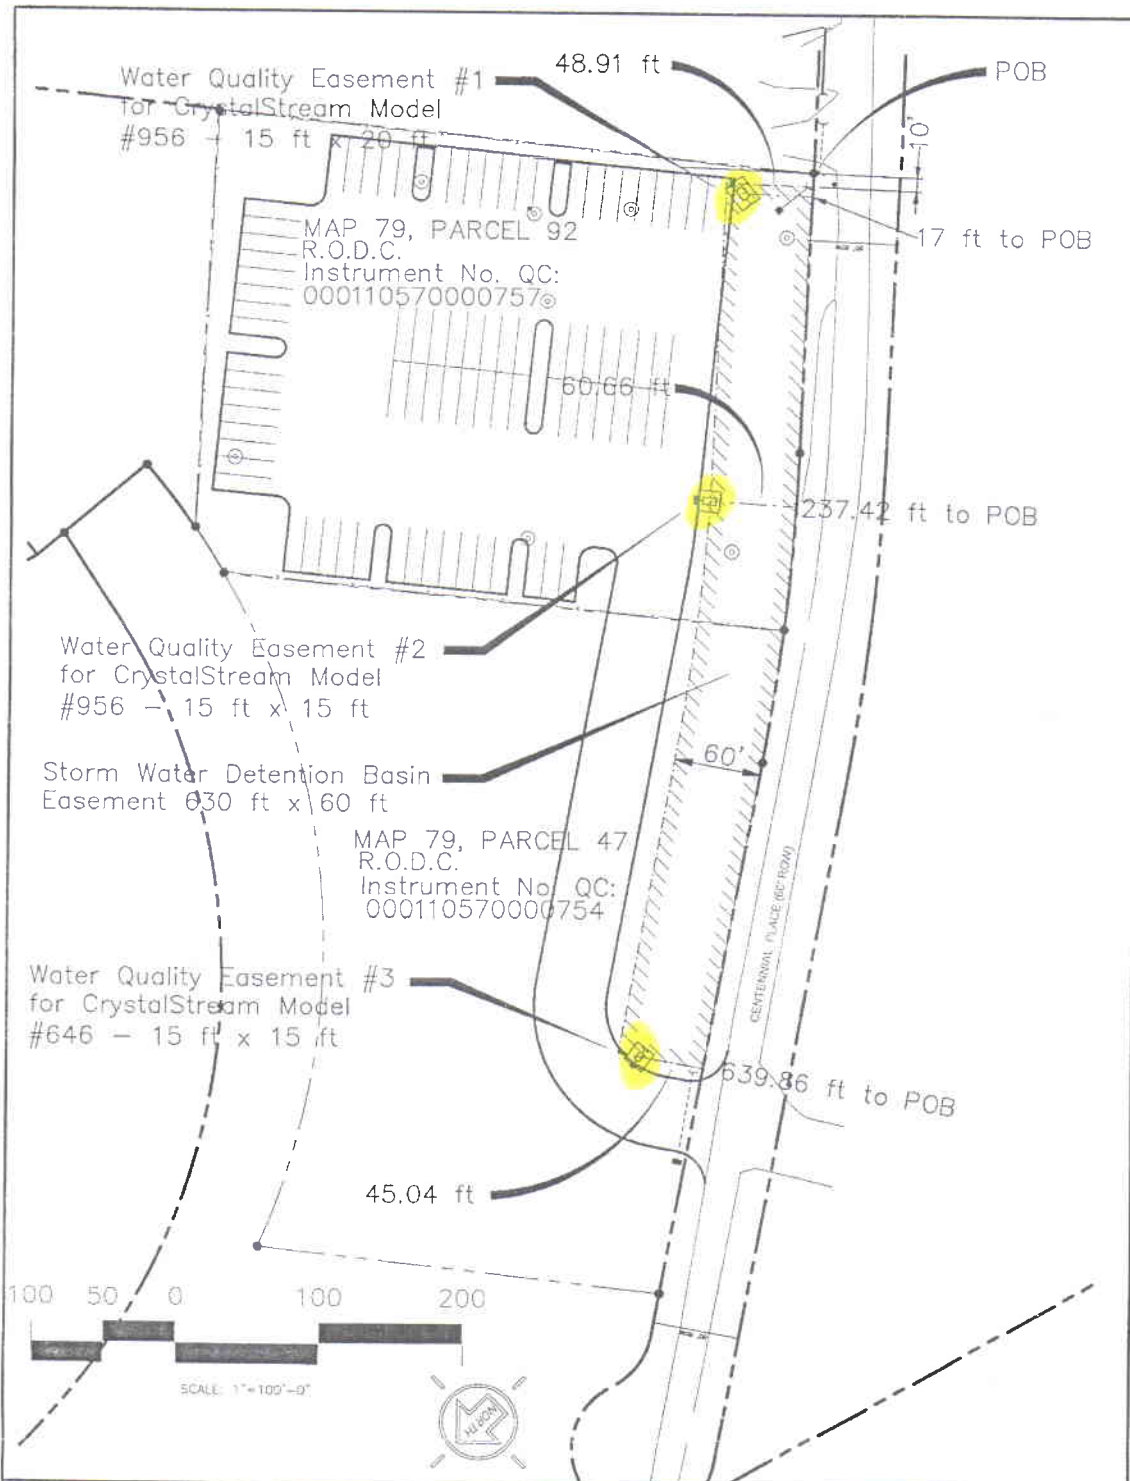 48.91 ft
POB
Water Quality Easement #1
for CrystalStream Model
#956 – 15 ft x 20 ft
10'
17 ft to POB
MAP 79, PARCEL 92
R.O.D.C.
Instrument No. QC:
000110570000757
60.66 ft
237.42 ft to POB
Water Quality Easement #2
for CrystalStream Model
#956 – 15 ft x 15 ft
Storm Water Detention Basin
Easement 630 ft x 60 ft
60'
MAP 79, PARCEL 47
R.O.D.C.
Instrument No. QC:
000110570000754
CENTENNIAL PLACE (60' ROW)
Water Quality Easement #3
for CrystalStream Model
#646 – 15 ft x 15 ft
639.86 ft to POB
45.04 ft
100 50 0 100 200
SCALE: 1"=100'-0"
NORTH